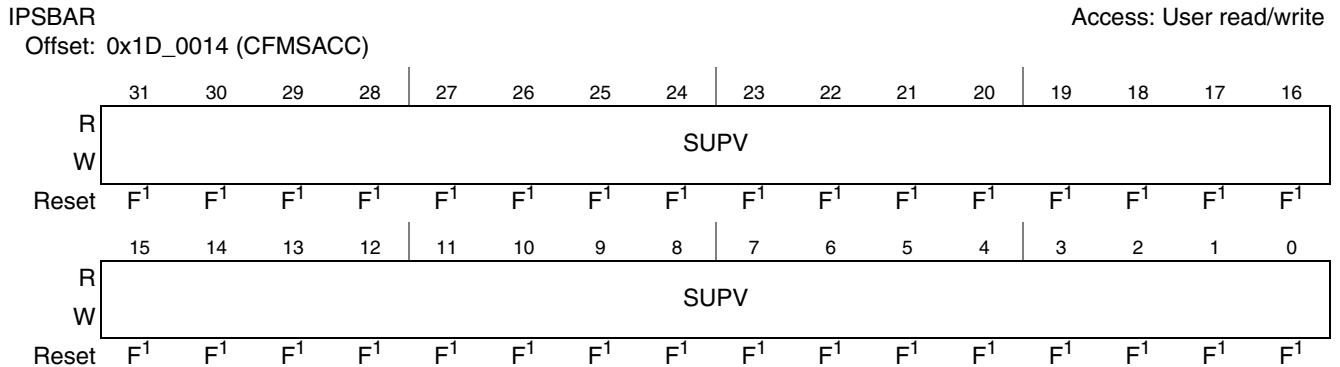 IPSBAR Access: User read/write
Offset: 0x1D_0014 (CFMSACC)
31 30 29 28 27 26 25 24 23 22 21 20 19 18 17 16
R
SUPV
W
Reset F1 F1 F1 F1 F1 F1 F1 F1 F1 F1 F1 F1 F1 F1 F1 F1
15 14 13 12 11 10 9 8 7 6 5 4 3 2 1 0
R
SUPV
W
Reset F1 F1 F1 F1 F1 F1 F1 F1 F1 F1 F1 F1 F1 F1 F1 F1